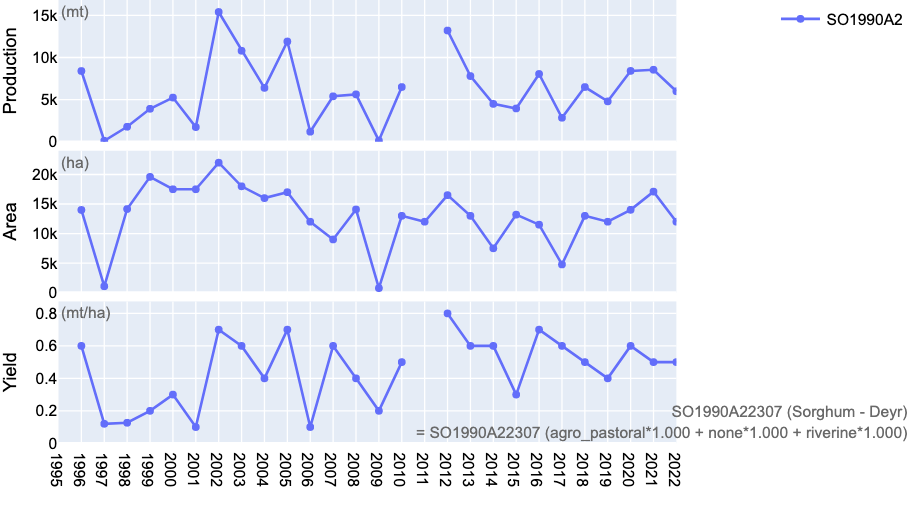 (mt)
SO1990A2
Production
15k
10k
5k
0
(ha)
Area
20k
15k
10k
5k
0
(mt/ha)
Yield
0.8
0.6
0.4
0.2
0
SO1990A22307 (Sorghum - Deyr)
= SO1990A22307 (agro_pastoral*1.000 + none*1.000 + riverine*1.000)
1995
1996
1997
1998
1999
2000
2001
2002
2003
2004
2005
2006
2007
2008
2009
2010
2011
2012
2013
2014
2015
2016
2017
2018
2019
2020
2021
2022